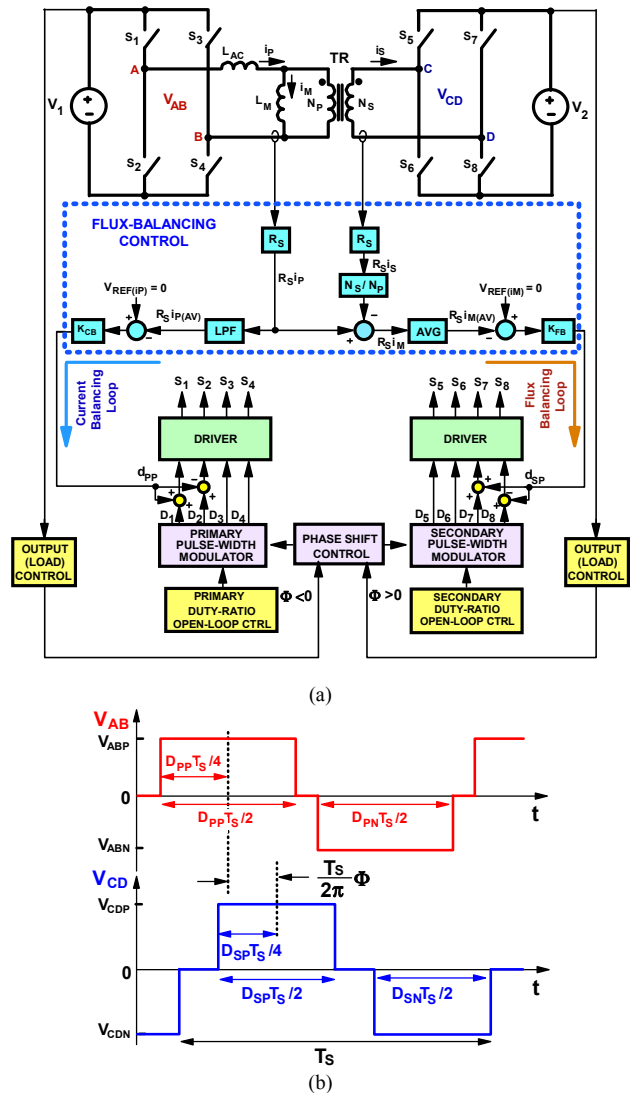 S1 S3 LAC iP TR iS S5 S7
A C
V1 VAB LM iM NP NS VCD V2
B D
S2 S4 S6 S8
FLUX-BALANCING
CONTROL
RS RS
RSiP RSiS
NS / NP
VREF(iP) = 0 VREF(iM) = 0
KCB + − RSiP(AV) LPF + − RSiM AVG RSiM(AV) − + KFB
Current
Balancing
Loop
S1 S2 S3 S4 S5 S6 S7 S8
Flux
Balancing
Loop
DRIVER DRIVER
dPP + + − + + + − + dSP
D1 D2 D3 D4 D5 D6 D7 D8
OUTPUT
(LOAD)
CONTROL
PRIMARY
PULSE-WIDTH
MODULATOR
PHASE SHIFT
CONTROL
SECONDARY
PULSE-WIDTH
MODULATOR
OUTPUT
(LOAD)
CONTROL
PRIMARY
DUTY-RATIO
OPEN-LOOP CTRL
Φ<0 Φ>0
SECONDARY
DUTY-RATIO
OPEN-LOOP CTRL
(a)
VAB
VABP
DPPTS/4
0 t
DPPTS/2 DPNTS/2
VABN
VCD
TS/2π Φ
VCDP
DSPTS/4
0 t
DSPTS/2 DSNTS/2
VCDN
TS
(b)